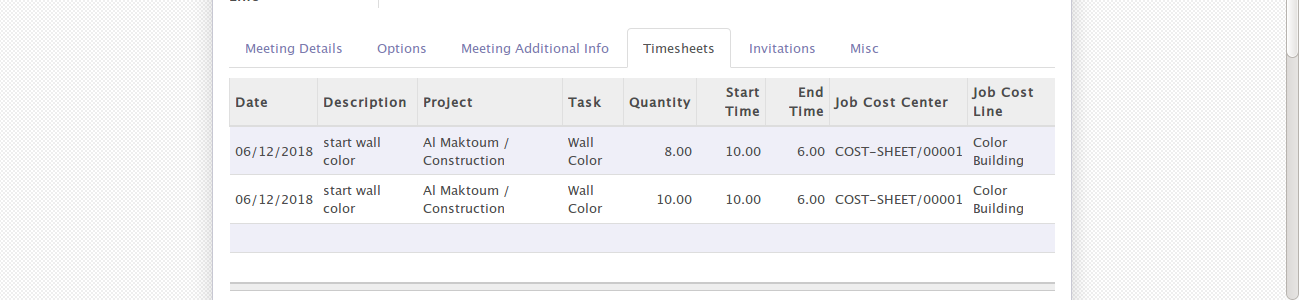 Meeting Details Options Meeting Additional Info Timesheets Invitations Misc
Date Description Project Task Quantity Start Time End Time Job Cost Center Job Cost Line
06/12/2018 start wall color Al Maktoum / Construction Wall Color 8.00 10.00 6.00 COST-SHEET/00001 Color Building
06/12/2018 start wall color Al Maktoum / Construction Wall Color 10.00 10.00 6.00 COST-SHEET/00001 Color Building